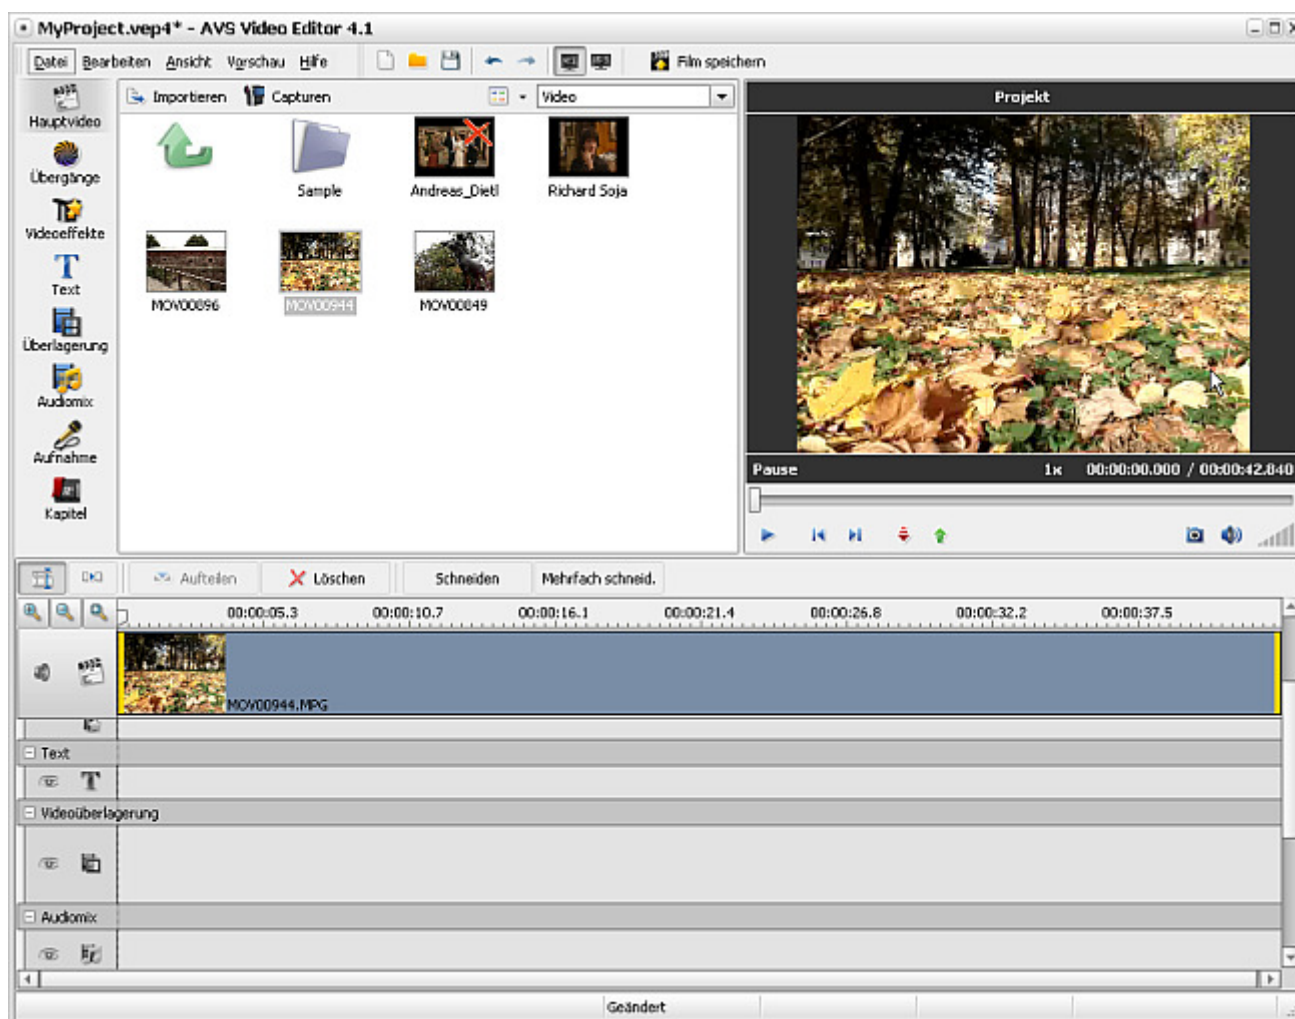 MyProject.vep4* - AVS Video Editor 4.1
Datei Bearbeiten Ansicht Vorschau Hilfe Film speichern
Hauptvideo
Übergänge
Videoeffekte
Text
Überlagerung
Audiomix
Aufnahme
Kapitel
Importieren Capturen Video
Sample Andreas_Dietl Richard Soja
MOV00896 MOV00944 MOV00849
Projekt
Pause 1x 00:00:00.000 / 00:00:42.840
Aufteilen Löschen Schneiden Mehrfach schneid.
00:00:05.3 00:00:10.7 00:00:16.1 00:00:21.4 00:00:26.8 00:00:32.2 00:00:37.5
MOV00944.MPG
Text
T
Videoüberlagerung
Audiomix
Geändert